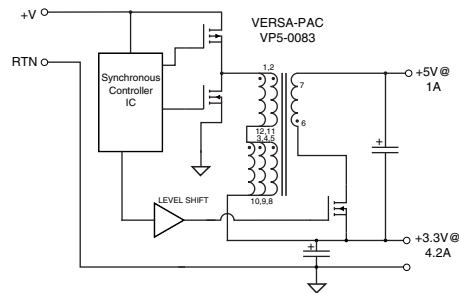 +V
VERSA-PAC
VP5-0083
RTN
Synchronous
Controller
IC
1,2
7
+5V@
1A
12,11
3,4,5
6
10,9,8
LEVEL SHIFT
+
+
+3.3V@
4.2A